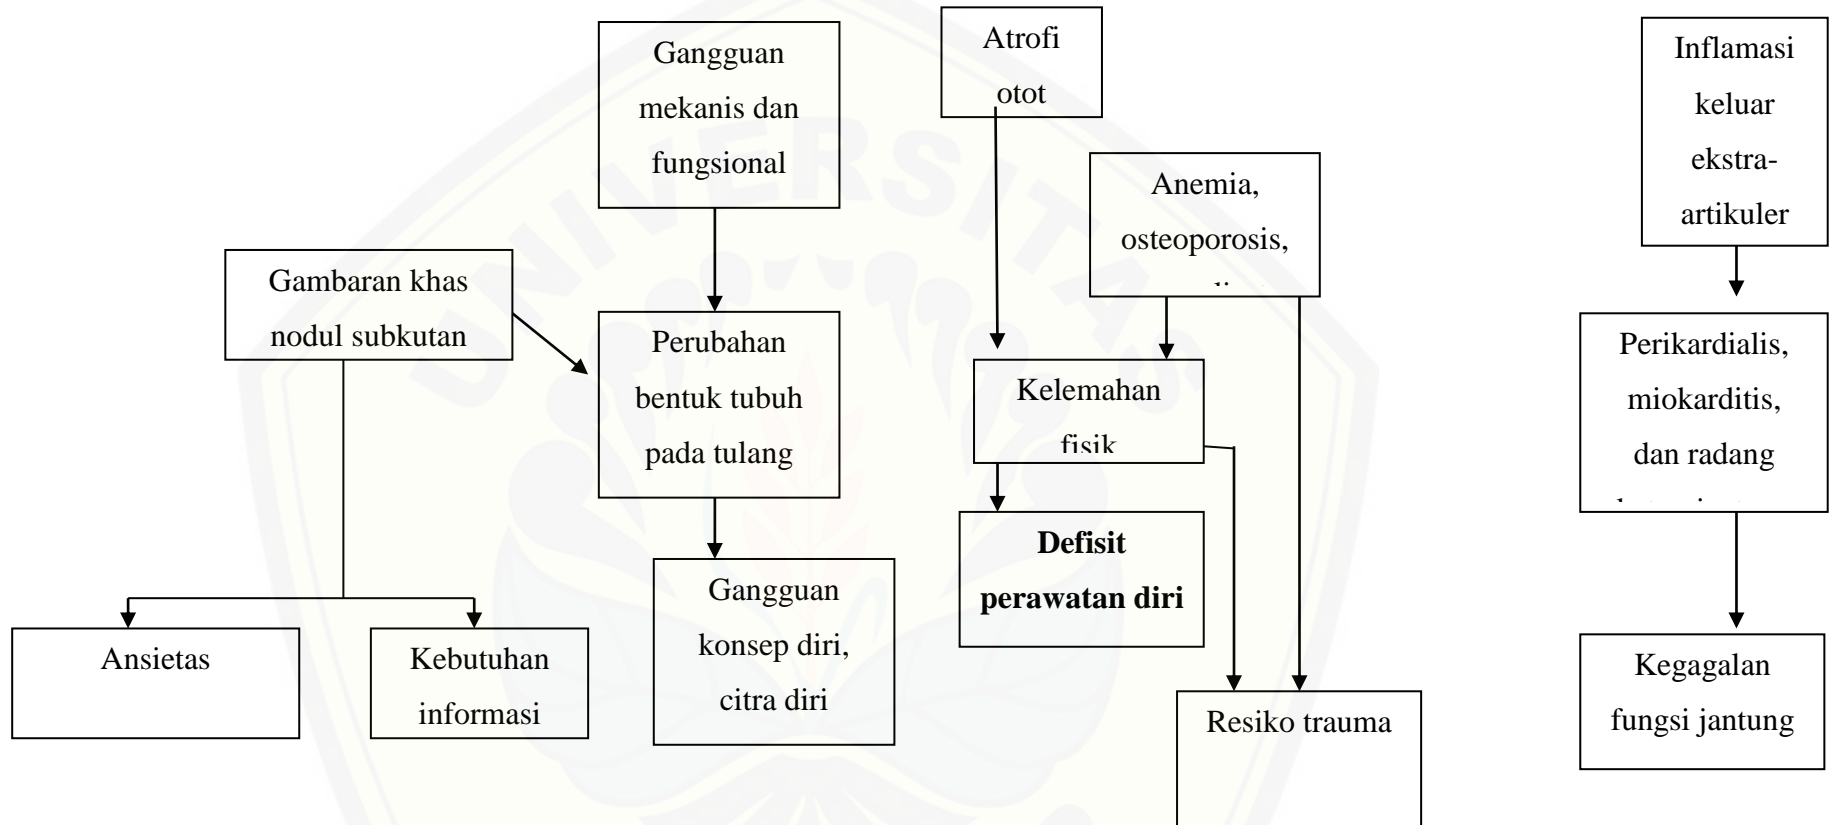 Gangguan
mekanis dan
fungsional
Atrofi
otot
Inflamasi
keluar
ekstra-
artikuler
Anemia,
osteoporosis,
Gambaran khas
nodul subkutan
Perubahan
bentuk tubuh
pada tulang
Kelemahan
fisik
Perikardialis,
miokarditis,
dan radang
Defisit
perawatan diri
Gangguan
konsep diri,
citra diri
Ansietas
Kebutuhan
informasi
Resiko trauma
Kegagalan
fungsi jantung
UNIVERSITAS